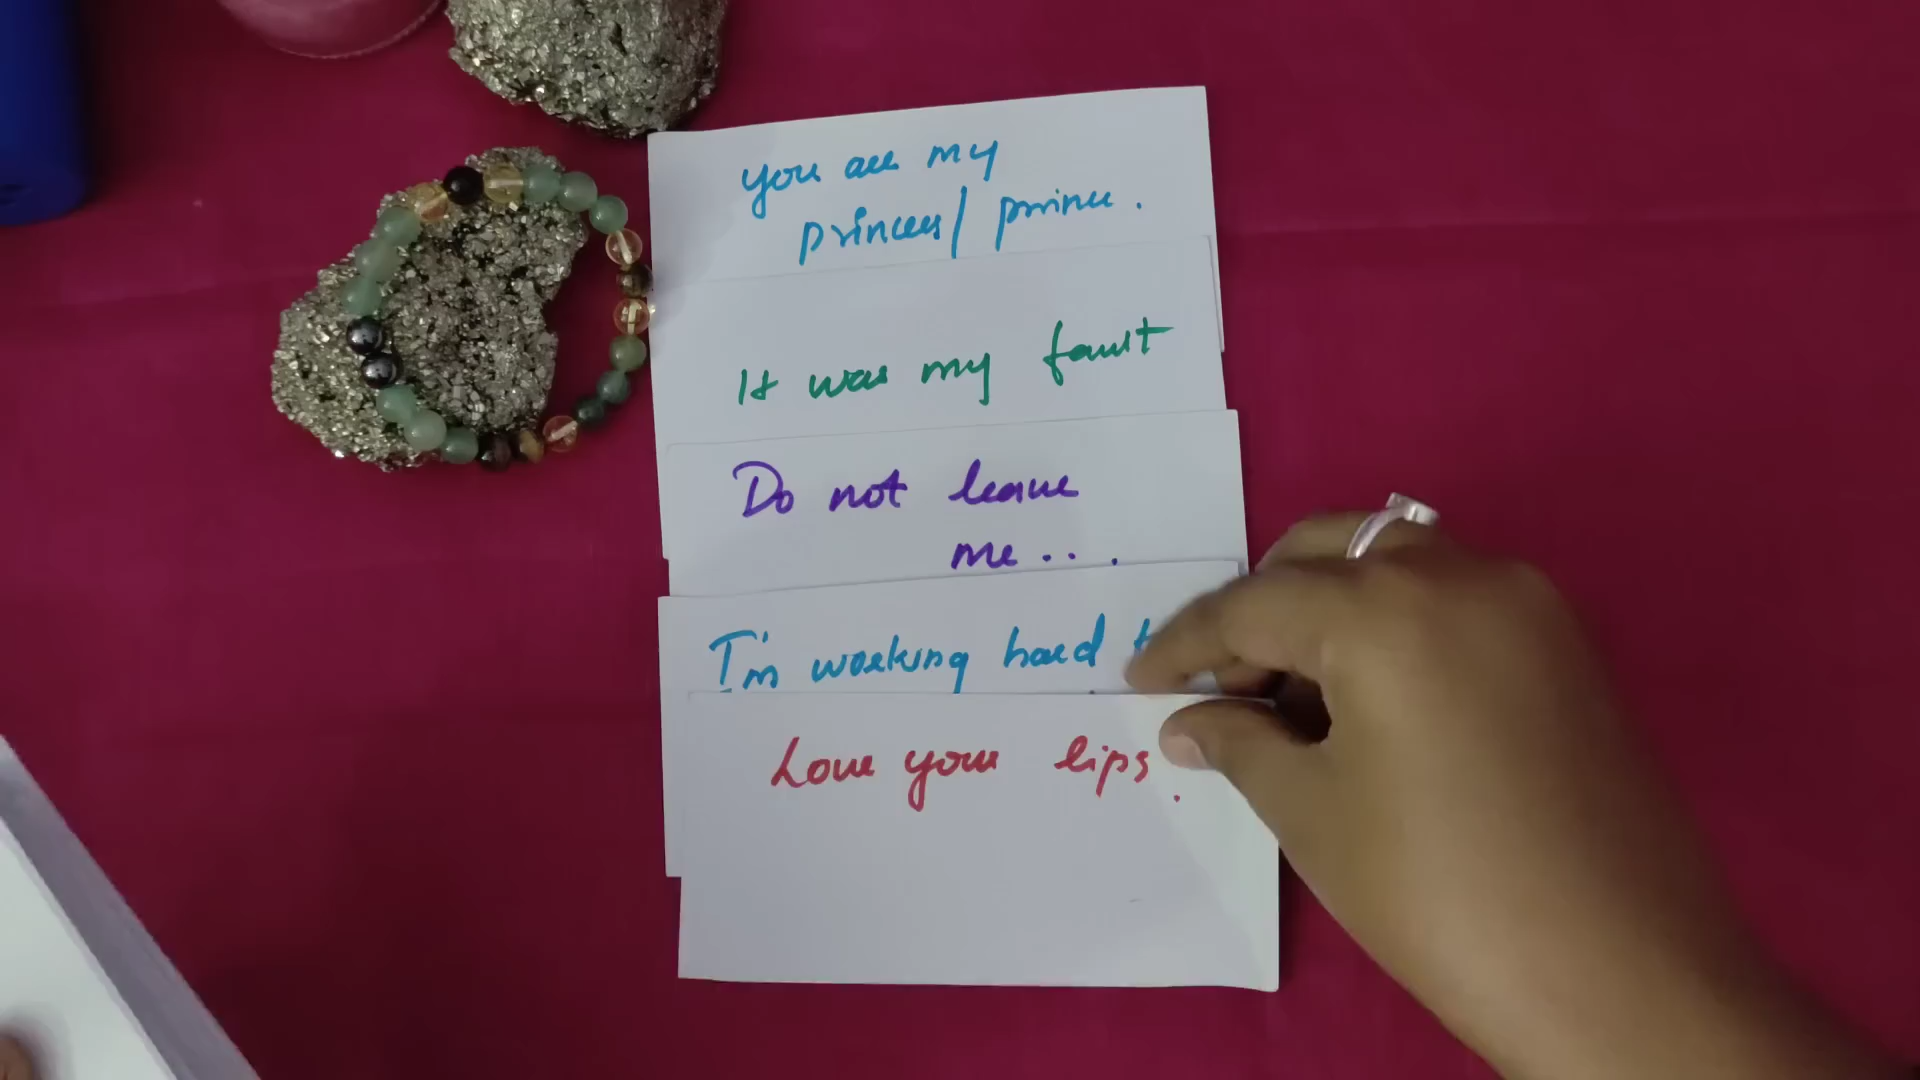 you are my
princess/ prince.
It was my fault
Do not leave
me...
I'm working hard
Love your lips.